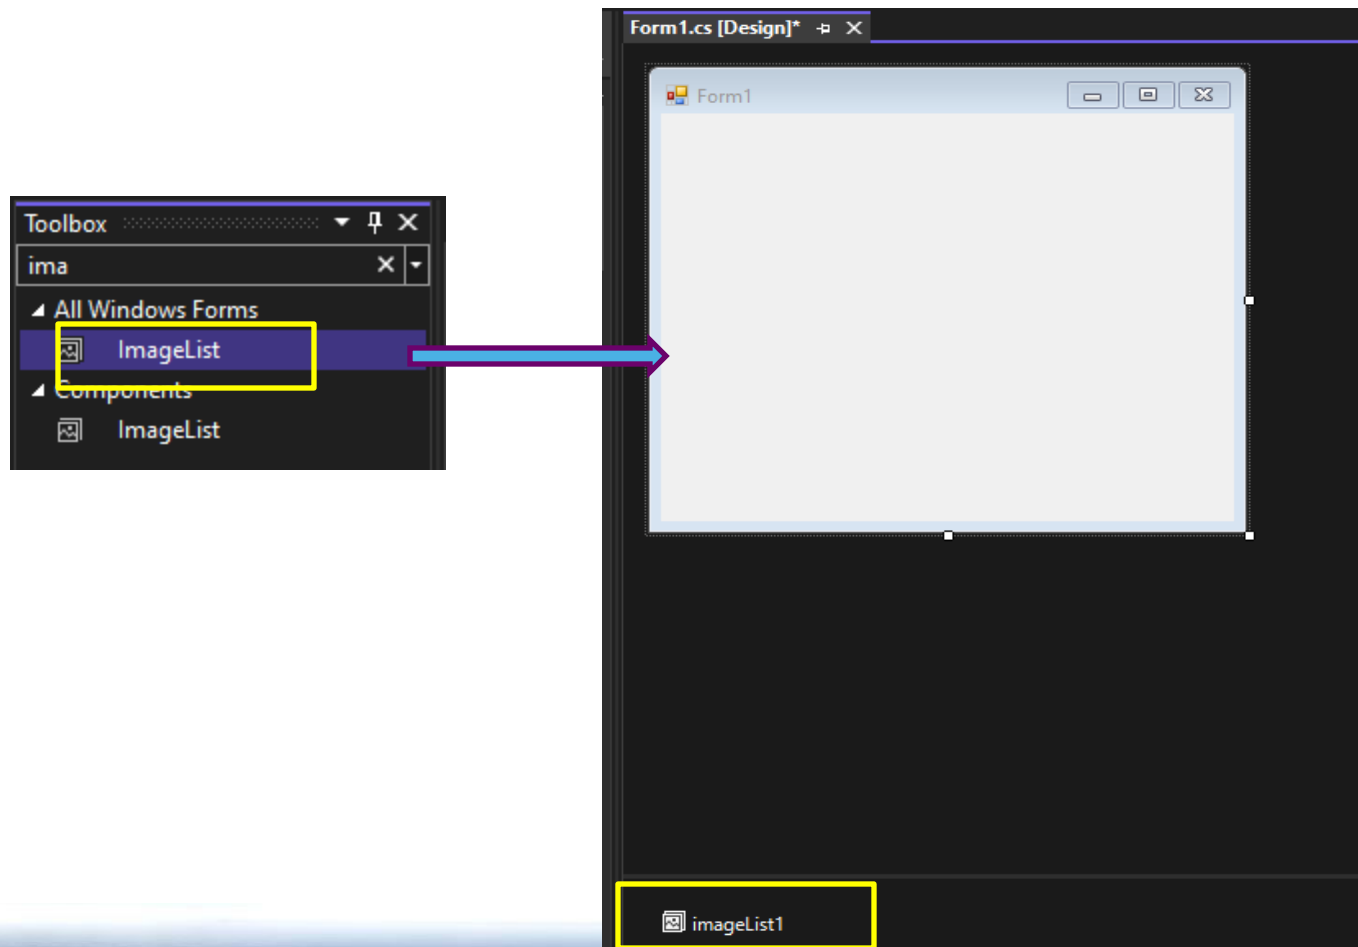 Toolbox
ima
All Windows Forms
ImageList
Components
ImageList
Form1.cs [Design]*
Form1
imageList1